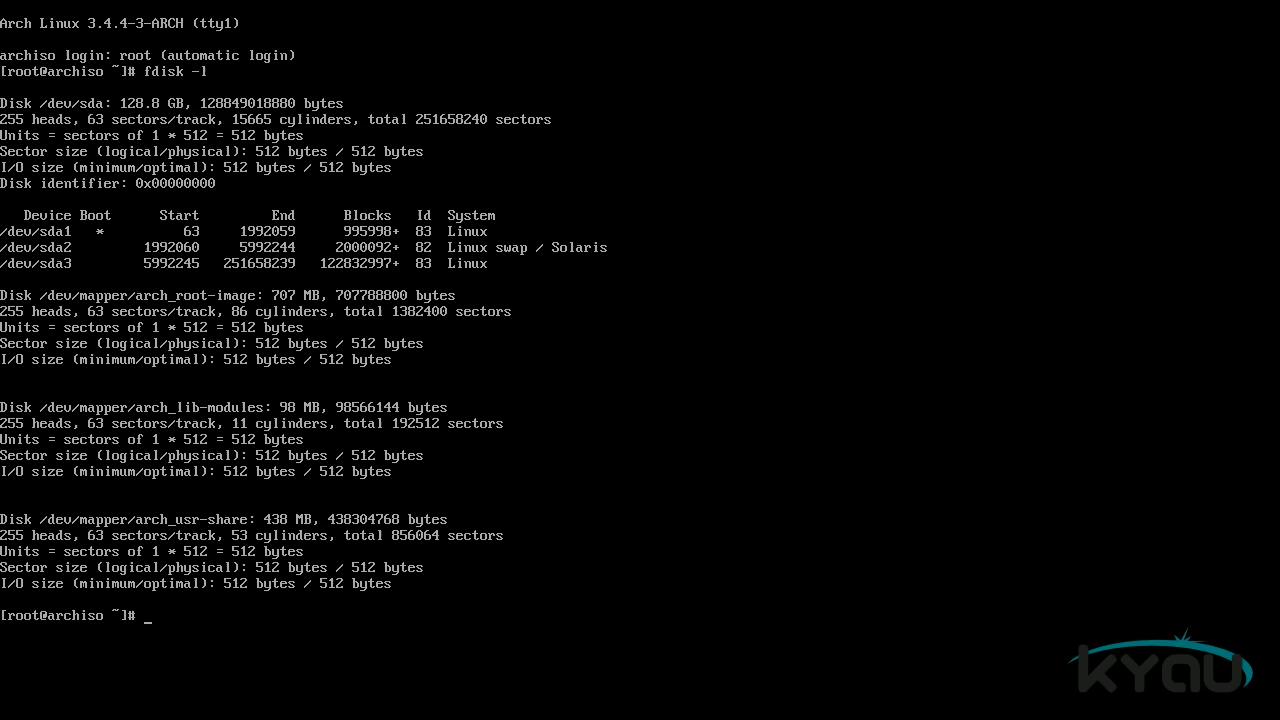 Arch Linux 3.4.4-3-ARCH (tty1)
archiso login: root (automatic login)
[root@archiso ~]# fdisk -l
Disk /dev/sda: 128.8 GB, 128849018880 bytes
255 heads, 63 sectors/track, 15665 cylinders, total 251658240 sectors
Units = sectors of 1 * 512 = 512 bytes
Sector size (logical/physical): 512 bytes / 512 bytes
I/O size (minimum/optimal): 512 bytes / 512 bytes
Disk identifier: 0x00000000
   Device Boot      Start         End      Blocks   Id  System
/dev/sda1   *          63     1992059      995998+  83  Linux
/dev/sda2         1992060     5992244     2000092+  82  Linux swap / Solaris
/dev/sda3         5992245   251658239   122832997+  83  Linux
Disk /dev/mapper/arch_root-image: 707 MB, 707788800 bytes
255 heads, 63 sectors/track, 86 cylinders, total 1382400 sectors
Units = sectors of 1 * 512 = 512 bytes
Sector size (logical/physical): 512 bytes / 512 bytes
I/O size (minimum/optimal): 512 bytes / 512 bytes
Disk /dev/mapper/arch_lib-modules: 98 MB, 98566144 bytes
255 heads, 63 sectors/track, 11 cylinders, total 192512 sectors
Units = sectors of 1 * 512 = 512 bytes
Sector size (logical/physical): 512 bytes / 512 bytes
I/O size (minimum/optimal): 512 bytes / 512 bytes
Disk /dev/mapper/arch_usr-share: 438 MB, 438304768 bytes
255 heads, 63 sectors/track, 53 cylinders, total 856064 sectors
Units = sectors of 1 * 512 = 512 bytes
Sector size (logical/physical): 512 bytes / 512 bytes
I/O size (minimum/optimal): 512 bytes / 512 bytes
[root@archiso ~]# _
kyau